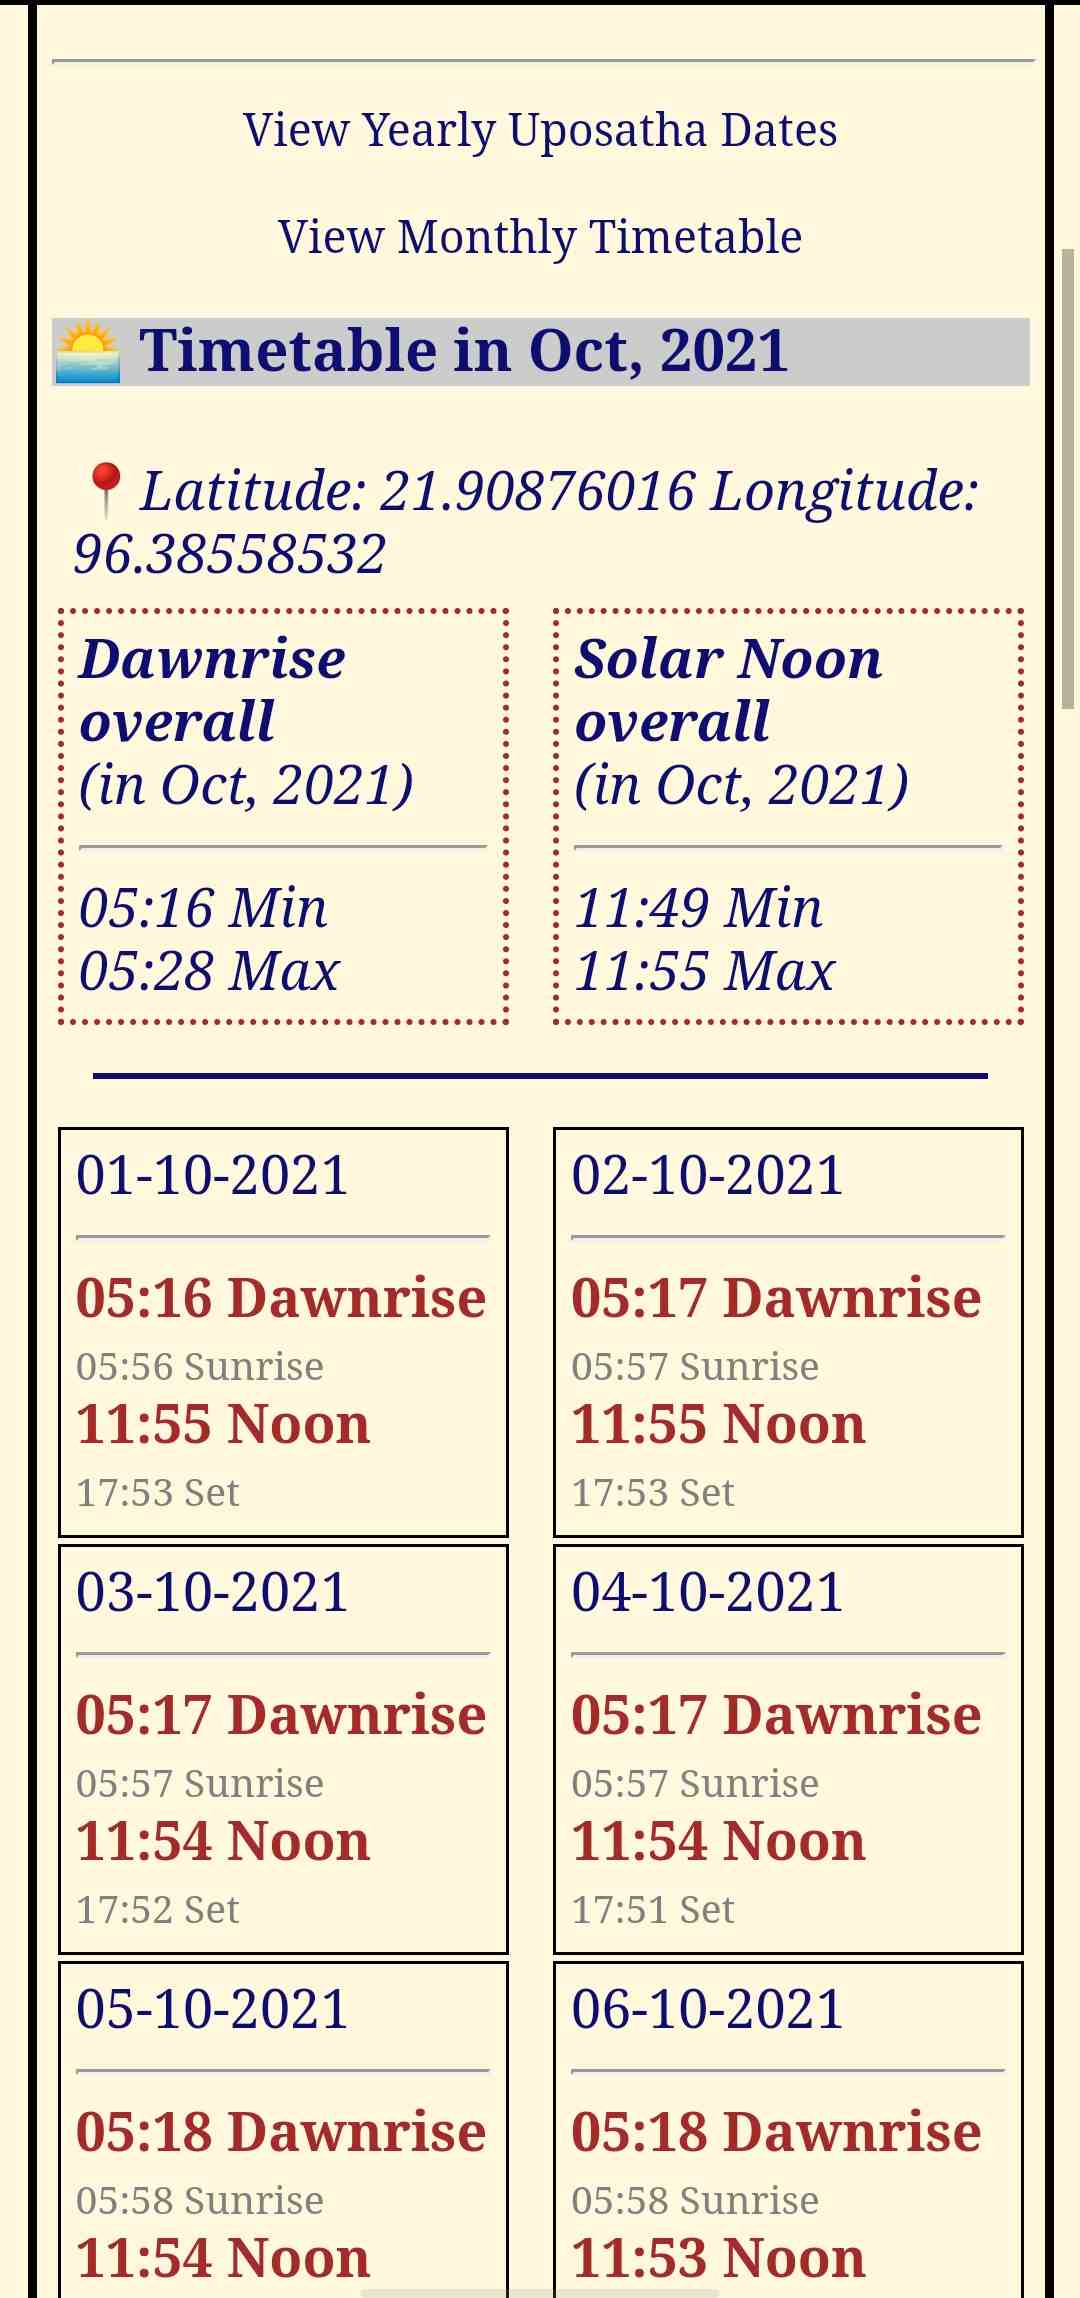 View Yearly Uposatha Dates
View Monthly Timetable
🌅 Timetable in Oct, 2021
📍Latitude: 21.90876016 Longitude:
96.38558532
Dawnrise
overall
(in Oct, 2021)
05:16 Min
05:28 Max
Solar Noon
overall
(in Oct, 2021)
11:49 Min
11:55 Max
01-10-2021
05:16 Dawnrise
05:56 Sunrise
11:55 Noon
17:53 Set
02-10-2021
05:17 Dawnrise
05:57 Sunrise
11:55 Noon
17:53 Set
03-10-2021
05:17 Dawnrise
05:57 Sunrise
11:54 Noon
17:52 Set
04-10-2021
05:17 Dawnrise
05:57 Sunrise
11:54 Noon
17:51 Set
05-10-2021
05:18 Dawnrise
05:58 Sunrise
11:54 Noon
06-10-2021
05:18 Dawnrise
05:58 Sunrise
11:53 Noon